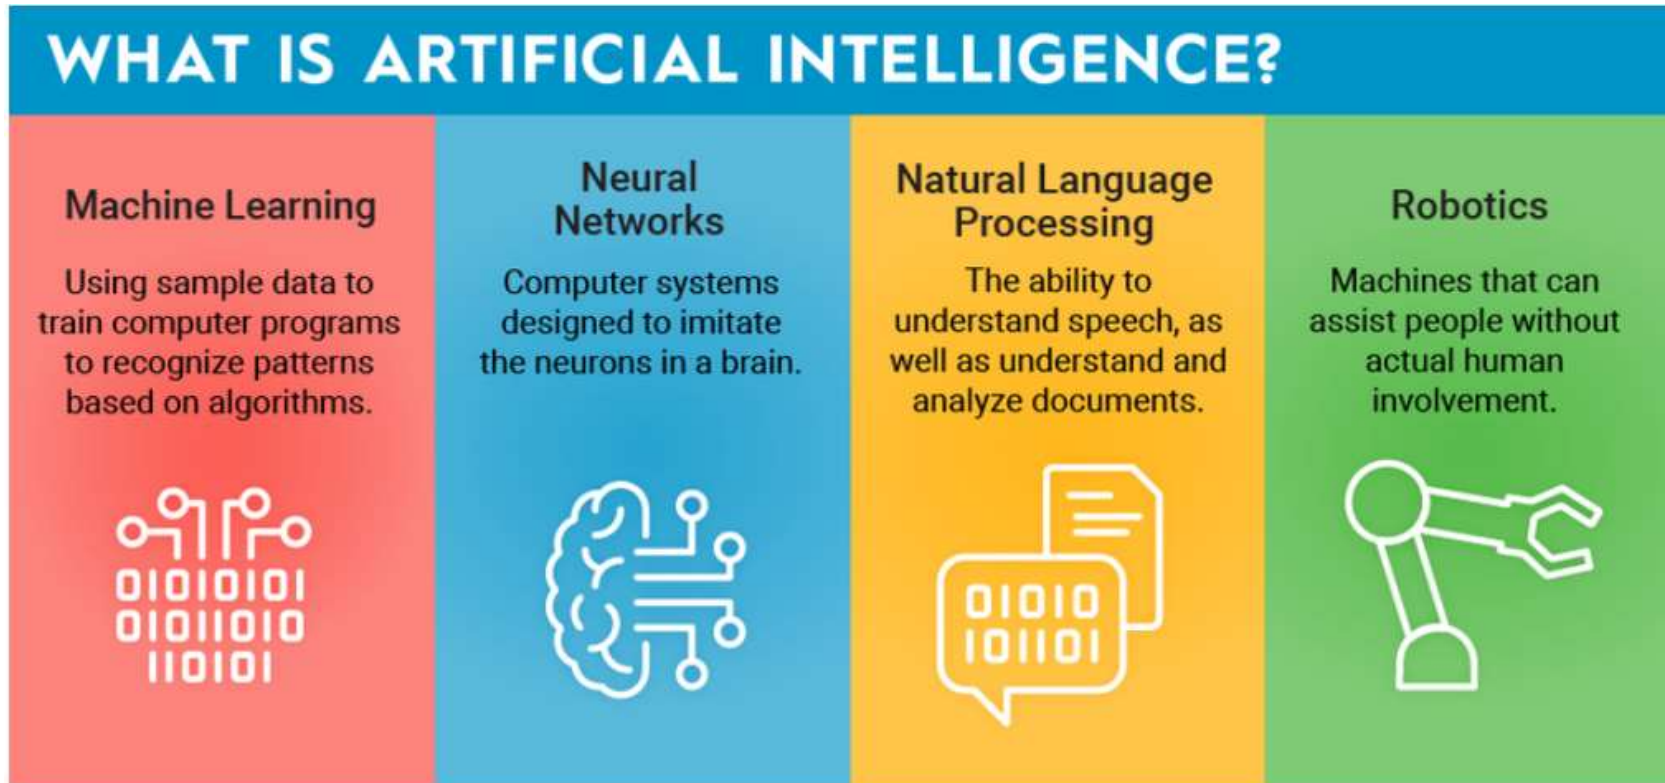 WHAT IS ARTIFICIAL INTELLIGENCE?
Machine Learning
Using sample data to
train computer programs
to recognize patterns
based on algorithms.
01010101
01011010
110101
Neural
Networks
Computer systems
designed to imitate
the neurons in a brain.
Natural Language
Processing
The ability to
understand speech, as
well as understand and
analyze documents.
01010
101101
Robotics
Machines that can
assist people without
actual human
involvement.